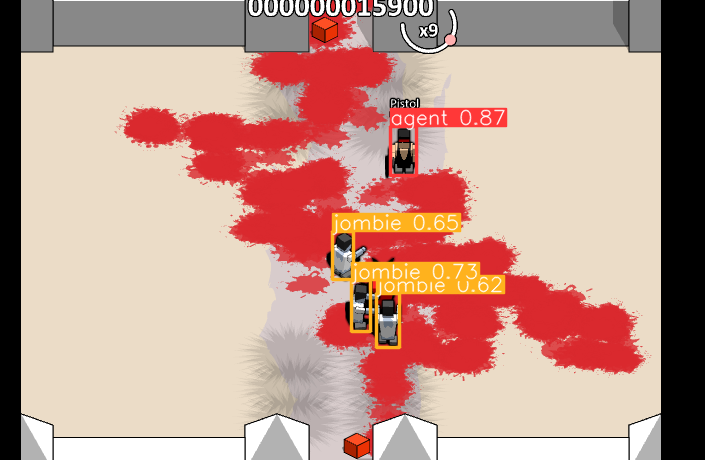 000000015900
x9
Pistol
agent 0.87
jombie 0.65
jombie 0.73
jombie 0.62